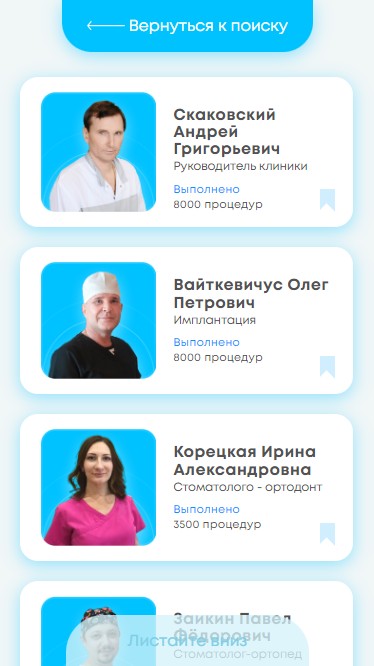 Вернуться к поиску
Скаковский
Андрей
Григорьевич
Руководитель клиники
Выполнено
8000 процедур
Вайткевичус Олег
Петрович
Имплантация
Выполнено
8000 процедур
Корецкая Ирина
Александровна
Стоматолого - ортодонт
Выполнено
3500 процедур
Заикин Павел
Фёдорович
Листайте вниз
Стоматолог-ортопед